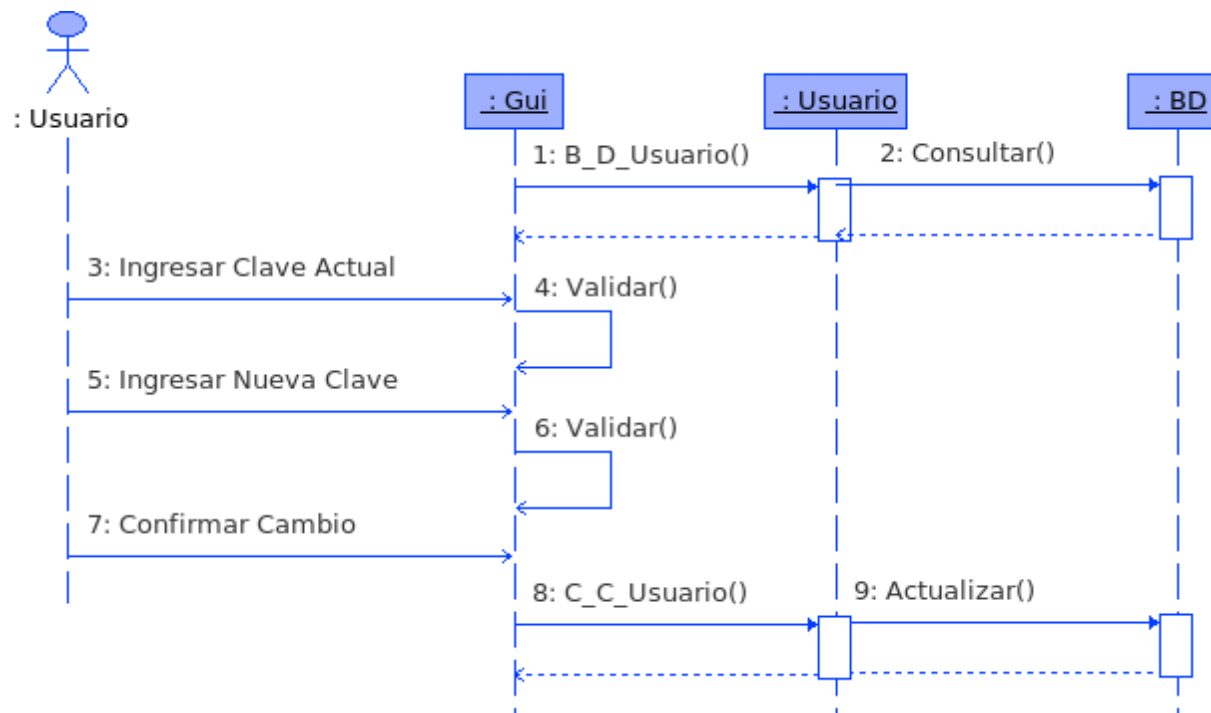 : Usuario
: Gui
: Usuario
: BD
1: B_D_Usuario()
2: Consultar()
3: Ingresar Clave Actual
4: Validar()
5: Ingresar Nueva Clave
6: Validar()
7: Confirmar Cambio
8: C_C_Usuario()
9: Actualizar()